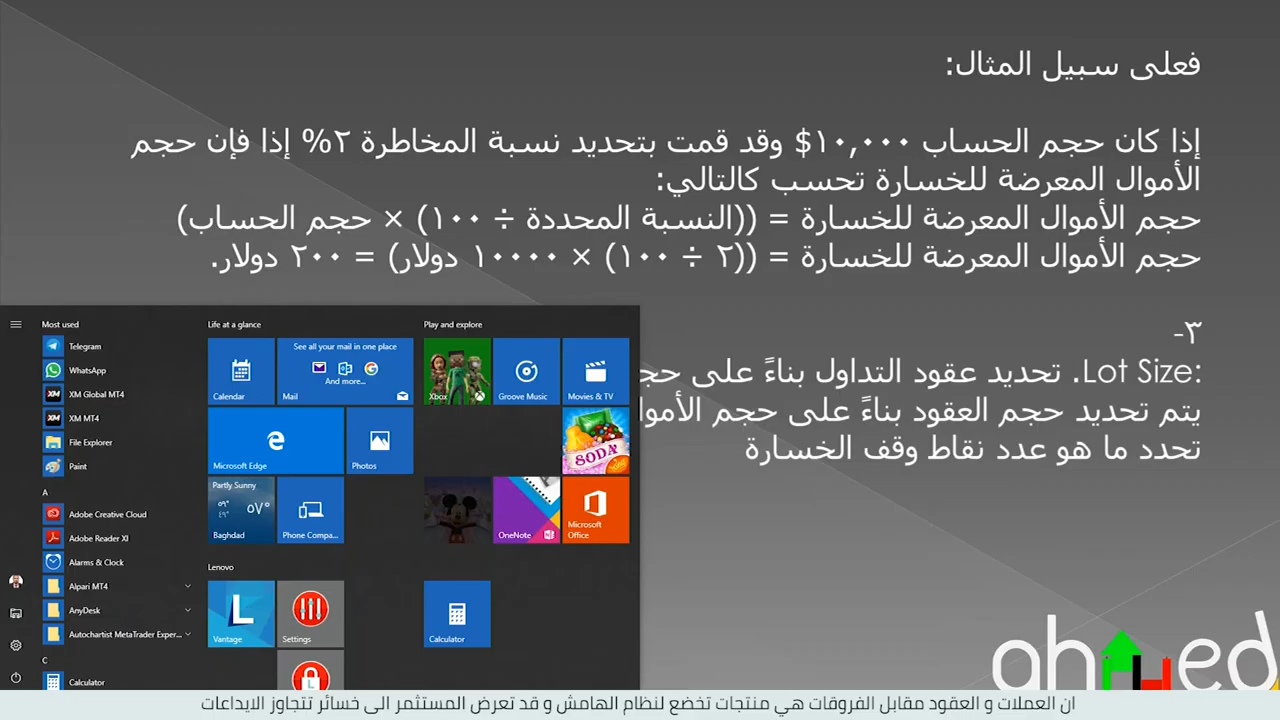 فعلى سبيل المثال:
إذا كان حجم الحساب ١٠,٠٠٠$ وقد قمت بتحديد نسبة المخاطرة ٢% إذا فإن حجم
الأموال المعرضة للخسارة تحسب كالتالي:
حجم الأموال المعرضة للخسارة = ((النسبة المحددة ÷ ١٠٠) × حجم الحساب)
حجم الأموال المعرضة للخسارة = ((٢ ÷ ١٠٠) × ١٠٠٠٠ دولار) = ٢٠٠ دولار.
٣-
Lot Size: .تحديد عقود التداول بناءً على
يتم تحديد حجم العقود بناءً على حجم
تحدد ما هو عدد نقاط وقف الخسارة
Most used
Telegram
WhatsApp
XM Global MT4
XM MT4
File Explorer
Paint
A
Adobe Creative Cloud
Adobe Reader XI
Alarms & Clock
Alpari MT4
AnyDesk
Autochartist MetaTrader Exper...
C
Calculator
Life at a glance
Calendar
See all your mail in one place
And more...
Mail
Microsoft Edge
Photos
Partly Sunny
٥٧°
٥٩°
٤٩°
Baghdad
Phone Compa...
Lenovo
Vantage
Settings
Play and explore
Xbox
Groove Music
Movies & TV
SODA
OneNote
Microsoft
Office
Calculator
ahmed
ان العملات و العقود مقابل الفروقات هي منتجات تخضع لنظام الهامش و قد تعرض المستثمر الى خسائر تتجاوز الايداعات